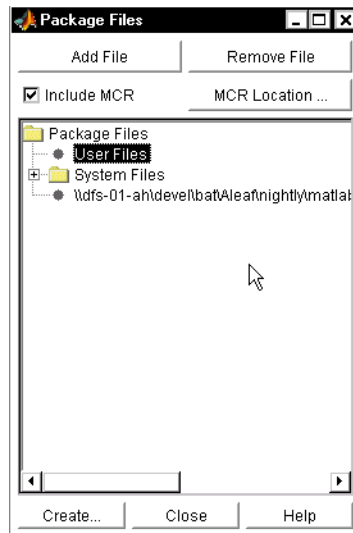 Package Files
Add File
Remove File
Include MCR
MCR Location ...
Package Files
User Files
System Files
\\dfs-01-ah\devel\bat\Aleaf\nightly\matlab
Create...
Close
Help